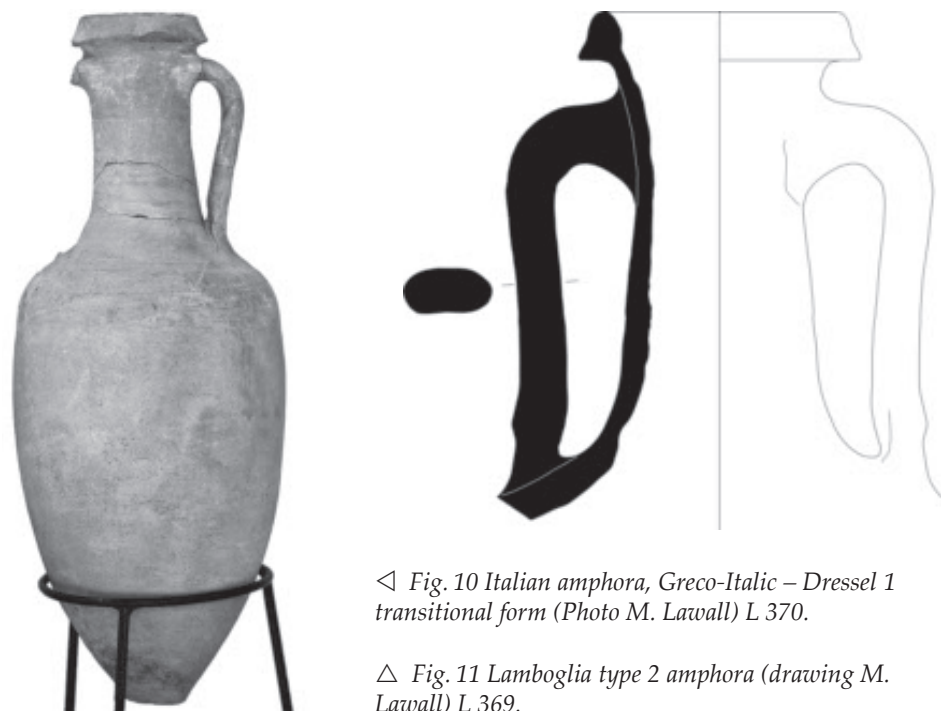 ◁ Fig. 10 Italian amphora, Greco-Italic – Dressel 1
transitional form (Photo M. Lawall) L 370.
△ Fig. 11 Lamboglia type 2 amphora (drawing M.
Lawall) L 369.